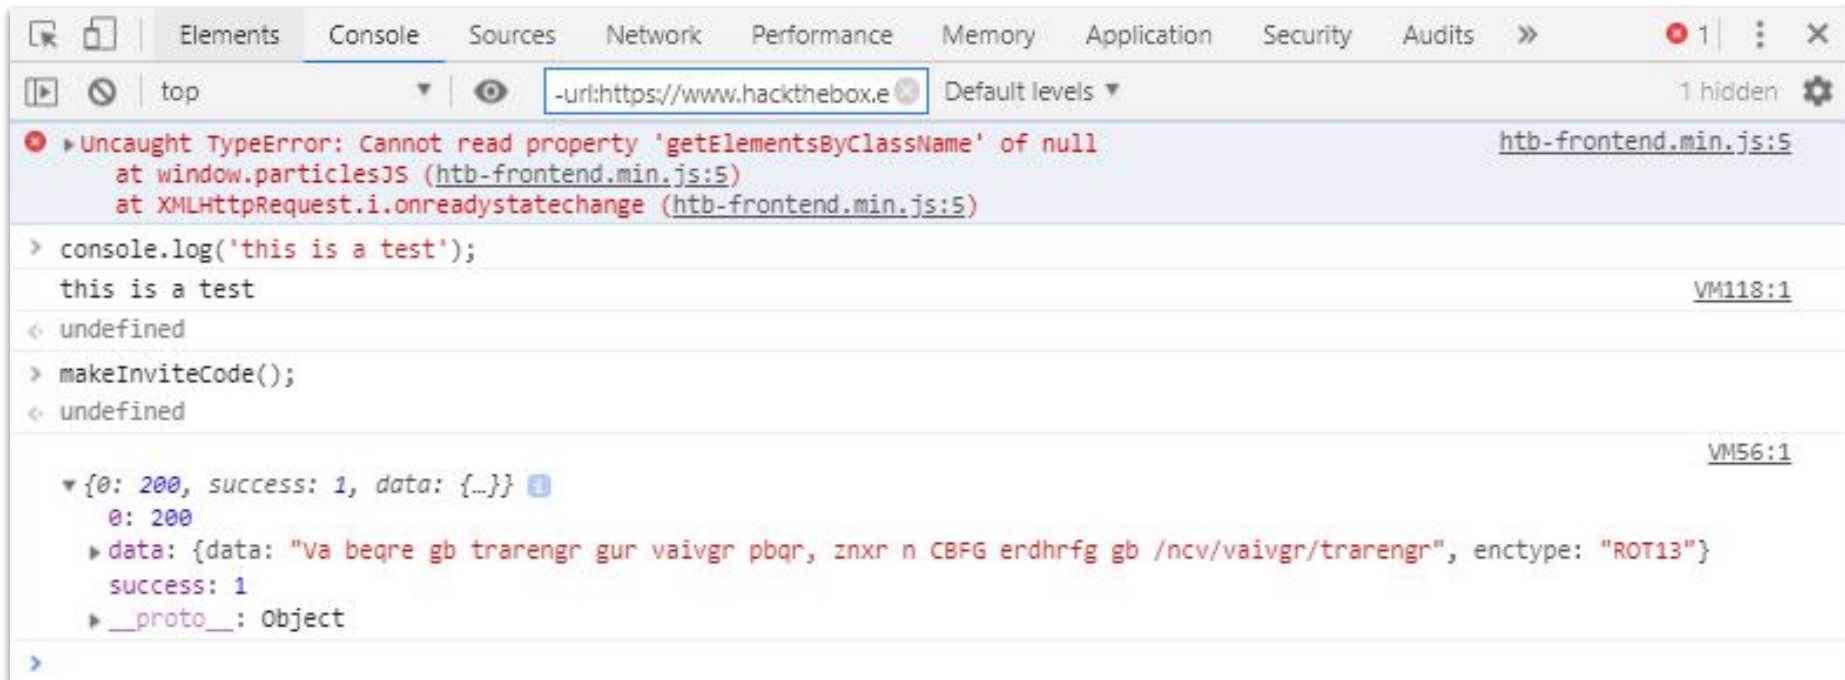 Elements Console Sources Network Performance Memory Application Security Audits » 1
top -url:https://www.hackthebox.e Default levels 1 hidden
Uncaught TypeError: Cannot read property 'getElementsByClassName' of null htb-frontend.min.js:5
at window.particlesJS (htb-frontend.min.js:5)
at XMLHttpRequest.i.onreadystatechange (htb-frontend.min.js:5)
> console.log('this is a test');
this is a test VM118:1
undefined
> makeInviteCode();
undefined
VM56:1
{0: 200, success: 1, data: {…}} i
0: 200
data: {data: "Va beqre gb trarengr gur vaivgr pbqr, znxr n CBFG erdhrfg gb /ncv/vaivgr/trarengr", enctype: "ROT13"}
success: 1
__proto__: Object
>